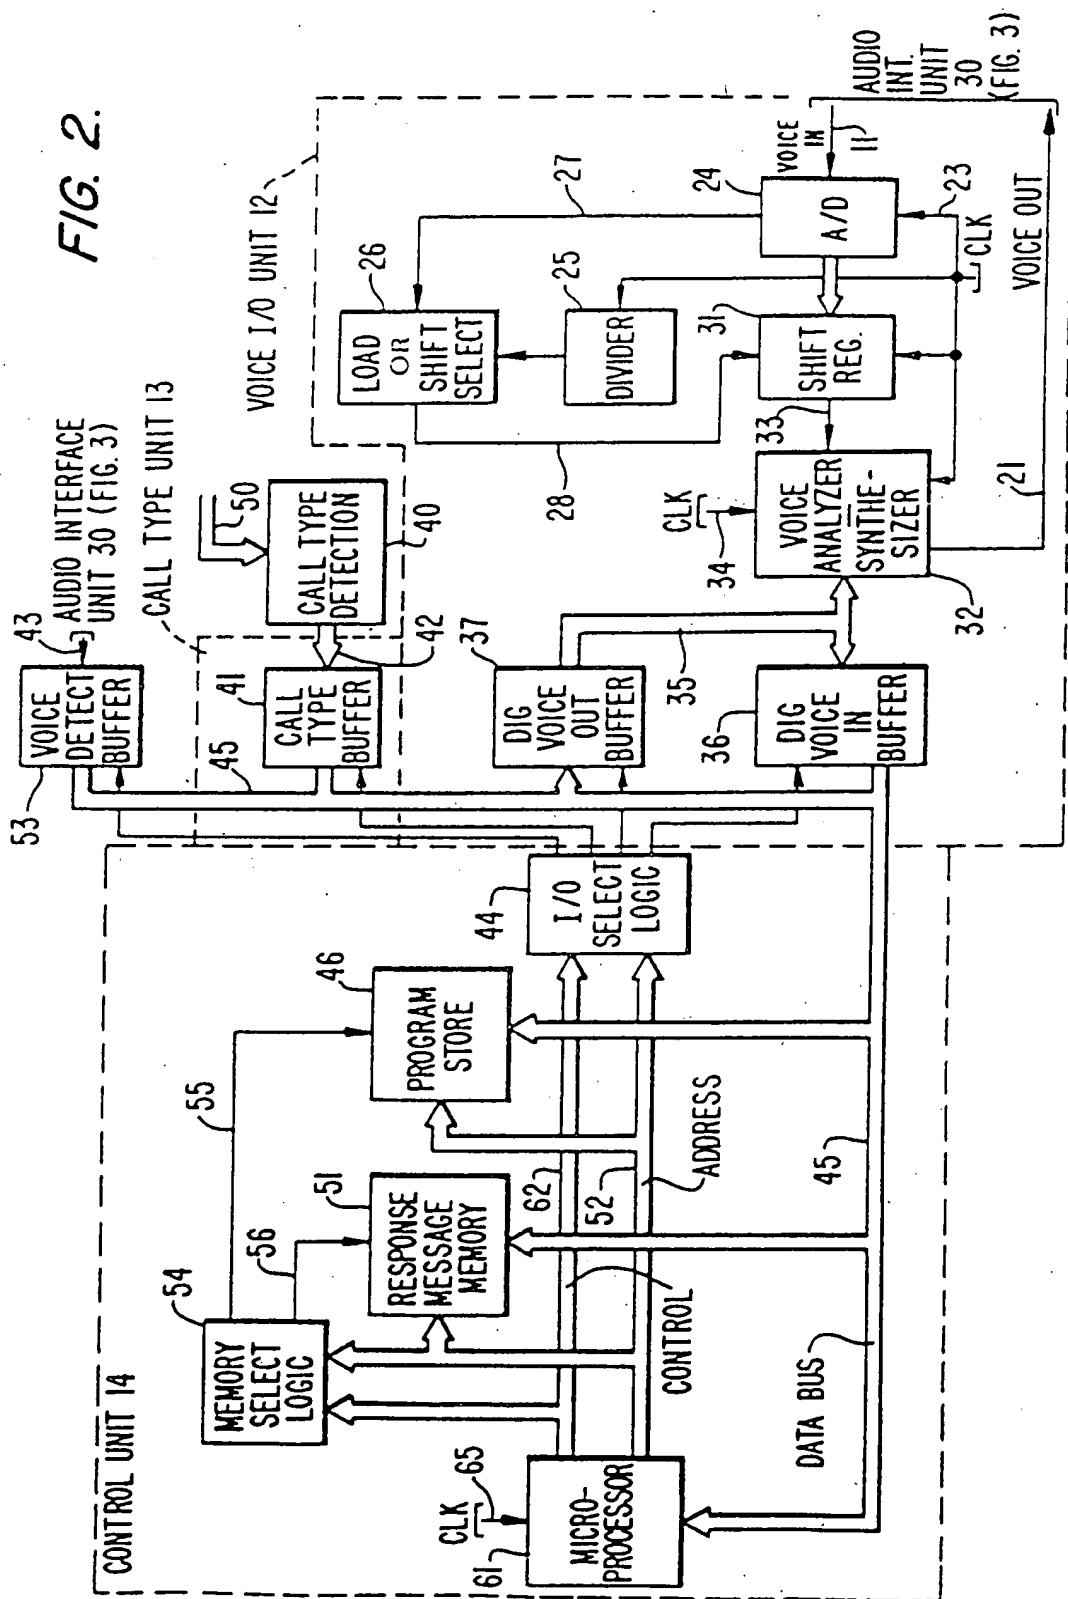 FIG. 2.
CONTROL UNIT 14
MEMORY
SELECT
LOGIC
54
55
56
RESPONSE
MESSAGE
MEMORY
51
PROGRAM
STORE
46
CLK
65
MICRO-
PROCESSOR
61
CONTROL
62
52
ADDRESS
DATA BUS
45
I/O
SELECT
LOGIC
44
VOICE
DETECT
BUFFER
53
43
AUDIO INTERFACE
UNIT 30 (FIG. 3)
CALL TYPE UNIT 13
45
CALL
TYPE
BUFFER
41
42
CALL TYPE
DETECTION
40
50
VOICE I/O UNIT 12
DIG
VOICE
OUT
BUFFER
37
35
DIG
VOICE
IN
BUFFER
36
CLK
34
VOICE
ANALYZER
SYNTHE-
SIZER
32
33
LOAD
OR
SHIFT
SELECT
26
27
28
DIVIDER
25
SHIFT
REG.
31
A/D
24
VOICE
IN
11
23
CLK
VOICE OUT
21
AUDIO
INT.
UNIT
30
(FIG. 3)